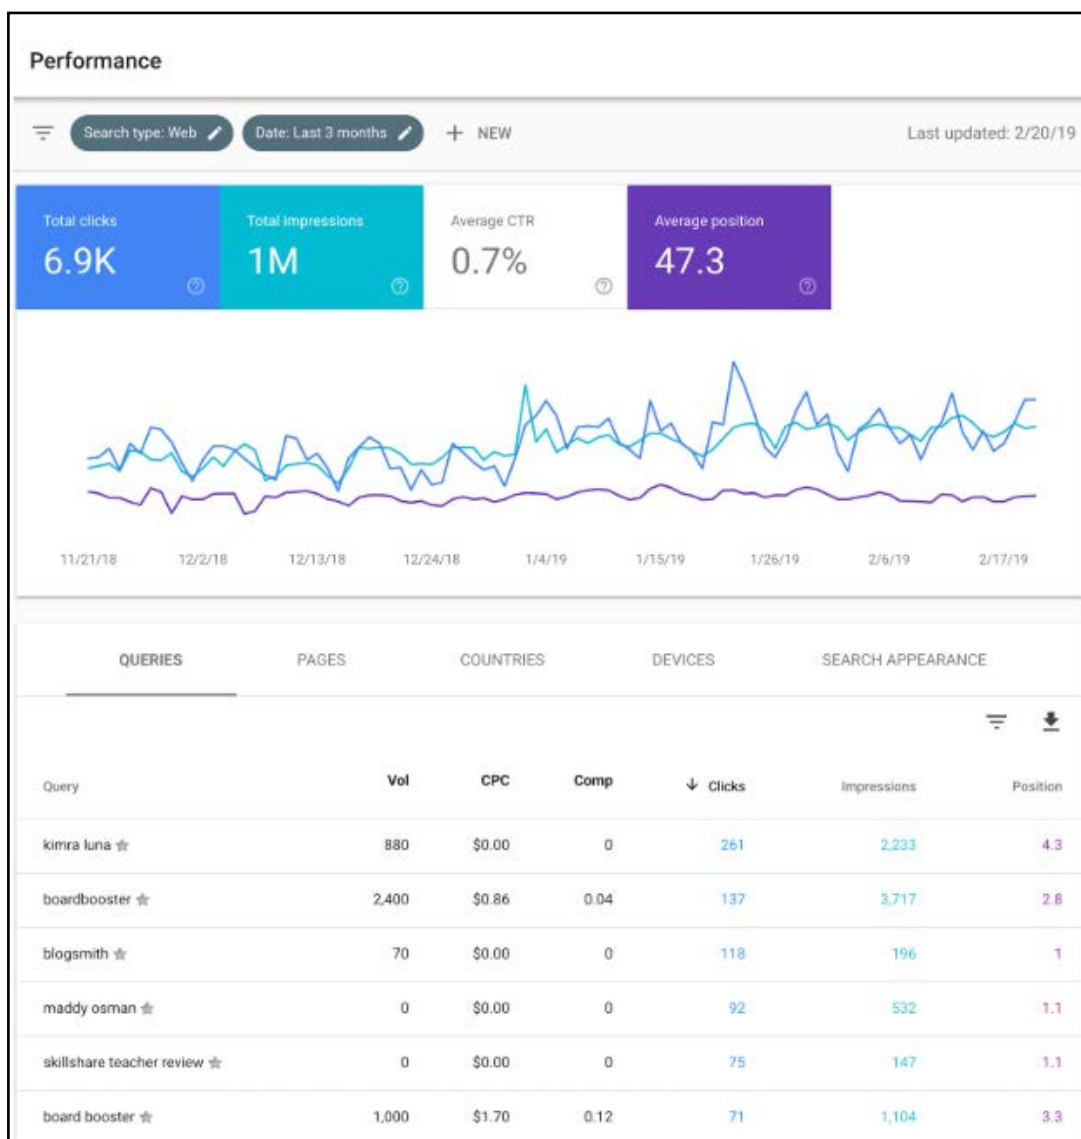 Performance
Search type: Web Date: Last 3 months + NEW Last updated: 2/20/19
Total clicks Total impressions Average CTR Average position
6.9K 1M 0.7% 47.3
11/21/18 12/2/18 12/13/18 12/24/18 1/4/19 1/15/19 1/26/19 2/6/19 2/17/19
QUERIES PAGES COUNTRIES DEVICES SEARCH APPEARANCE
Query Vol CPC Comp Clicks Impressions Position
kimra luna 880 $0.00 0 261 2,233 4.3
boardbooster 2,400 $0.86 0.04 137 3,717 2.8
blogsmith 70 $0.00 0 118 196 1
maddy osman 0 $0.00 0 92 532 1.1
skillshare teacher review 0 $0.00 0 75 147 1.1
board booster 1,000 $1.70 0.12 71 1,104 3.3